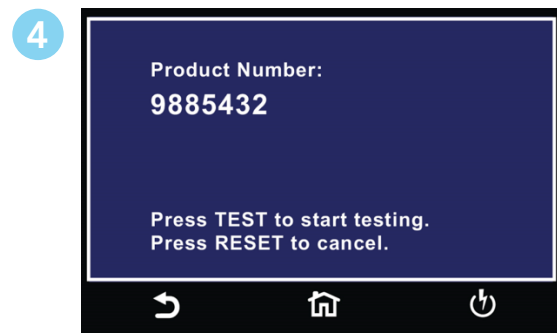 4
Product Number:
9885432
Press TEST to start testing.
Press RESET to cancel.